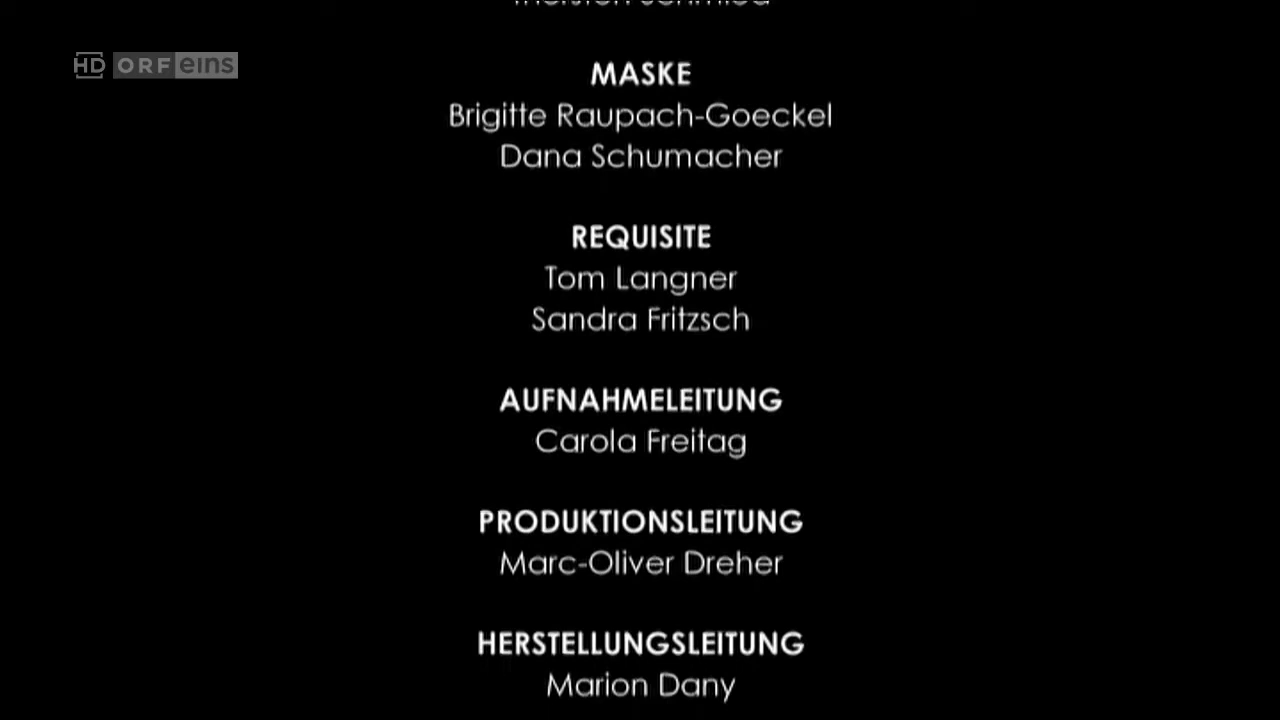 HD ORF eins
MASKE
Brigitte Raupach-Goeckel
Dana Schumacher
REQUISITE
Tom Langner
Sandra Fritzsch
AUFNAHMELEITUNG
Carola Freitag
PRODUKTIONSLEITUNG
Marc-Oliver Dreher
HERSTELLUNGSLEITUNG
Marion Dany